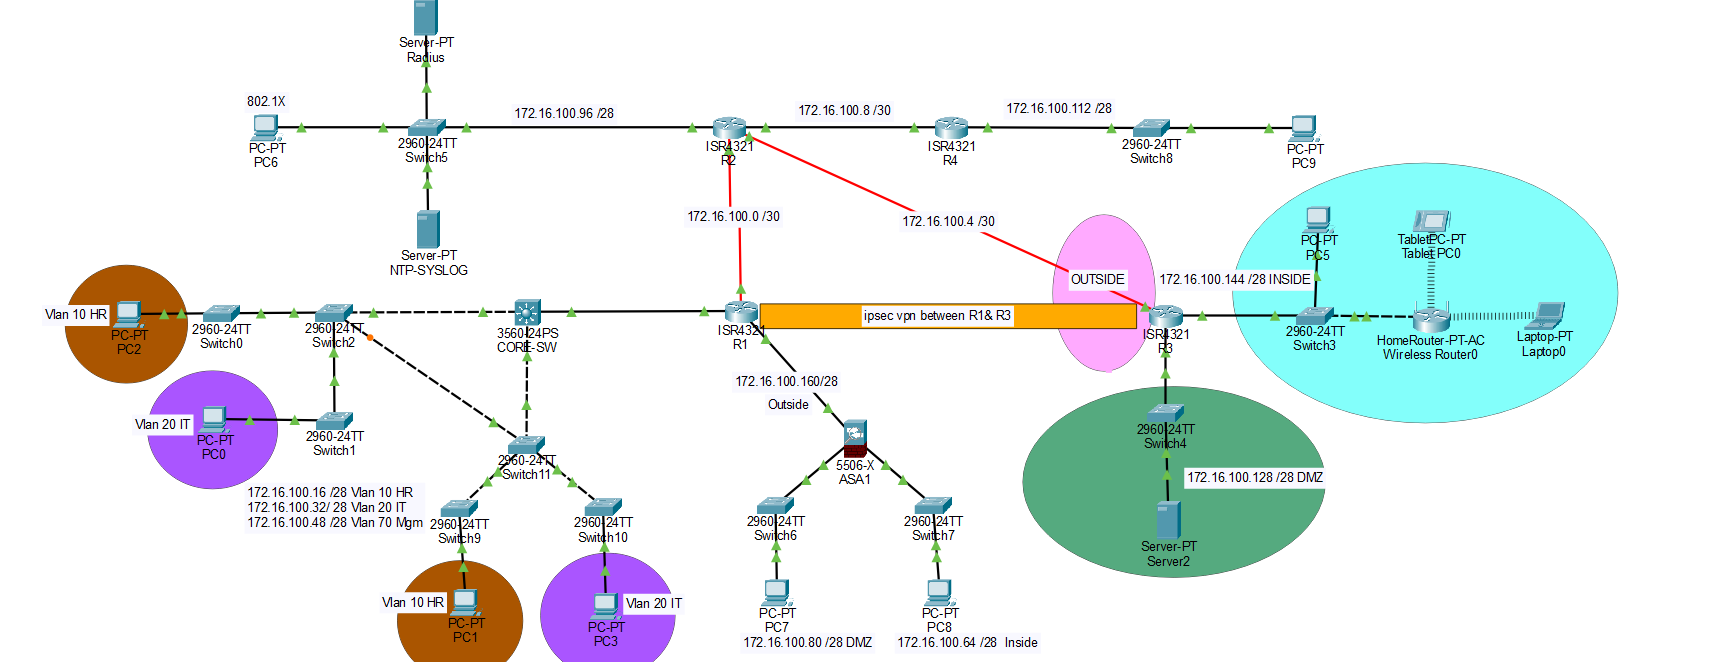 Server-PT
Radius
802.1X
PC-PT
PC6
2960-24TT
Switch5
172.16.100.96 /28
ISR4321
R2
172.16.100.8 /30
ISR4321
R4
172.16.100.112 /28
2960-24TT
Switch8
PC-PT
PC9
172.16.100.0 /30
172.16.100.4 /30
Server-PT
NTP-SYSLOG
OUTSIDE
172.16.100.144 /28 INSIDE
PC-PT
PC5
TabletPC-PT
Tablet PC0
2960-24TT
Switch3
HomeRouter-PT-AC
Wireless Router0
Laptop-PT
Laptop0
Vlan 10 HR
PC-PT
PC2
2960-24TT
Switch0
2960-24TT
Switch2
3560-24PS
CORE-SW
ISR4321
R1
ipsec vpn between R1& R3
ISR4321
R3
172.16.100.160/28
Outside
Vlan 20 IT
PC-PT
PC0
2960-24TT
Switch1
2960-24TT
Switch11
5506-X
ASA1
2960-24TT
Switch4
172.16.100.128 /28 DMZ
Server-PT
Server2
172.16.100.16 /28 Vlan 10 HR
172.16.100.32/ 28 Vlan 20 IT
172.16.100.48 /28 Vlan 70 Mgm
2960-24TT
Switch9
2960-24TT
Switch10
2960-24TT
Switch6
2960-24TT
Switch7
Vlan 10 HR
PC-PT
PC1
Vlan 20 IT
PC-PT
PC3
PC-PT
PC7
172.16.100.80 /28 DMZ
PC-PT
PC8
172.16.100.64 /28 Inside